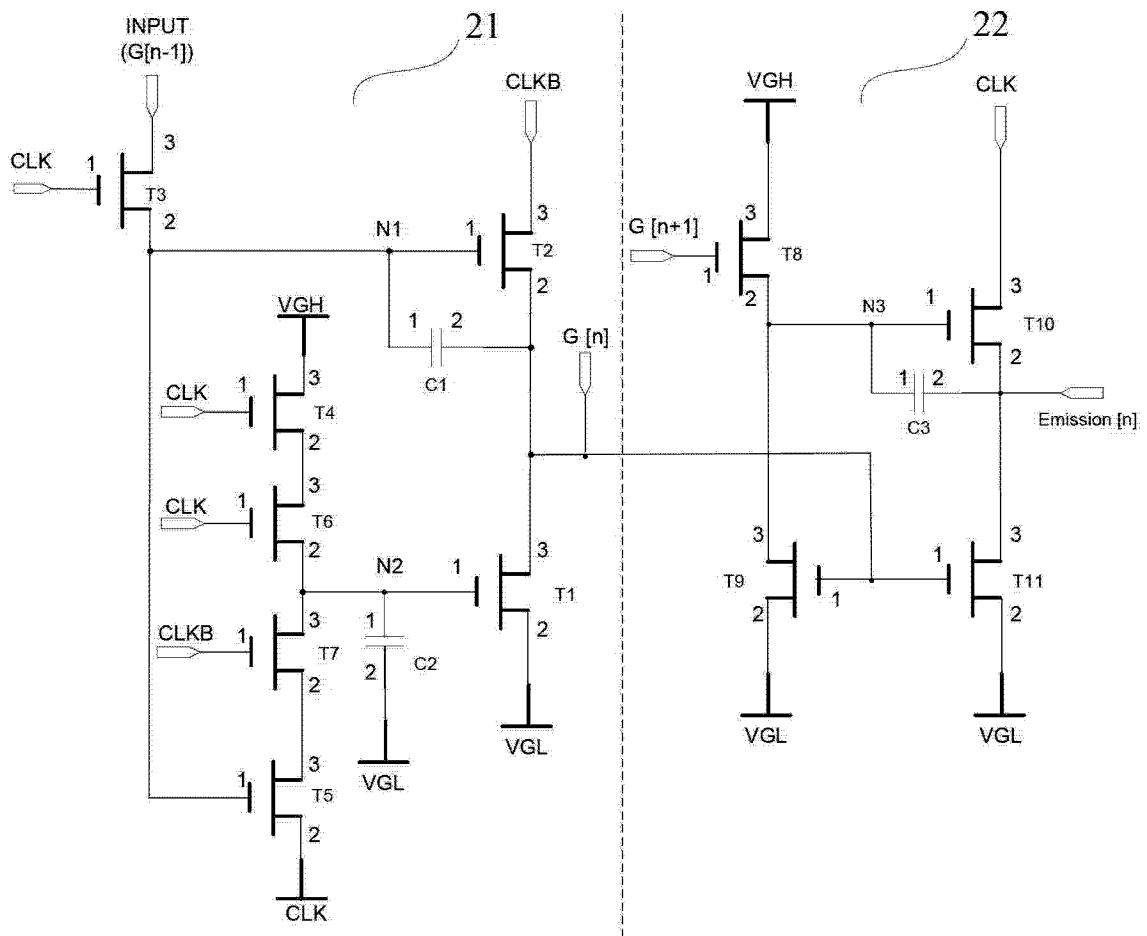 INPUT
(G[n-1])
21
22
CLKB
VGH
CLK
3
CLK
1
T3
2
N1
1
3
T2
2
G [n+1]
3
1
T8
2
VGH
1
2
C1
G [n]
N3
1
3
T10
2
1
2
C3
Emission [n]
CLK
1
3
T4
2
CLK
1
3
T6
2
N2
1
3
T1
2
3
T9
1
2
1
3
T11
2
CLKB
1
3
T7
2
1
C2
2
VGL
VGL
VGL
VGL
1
3
T5
2
CLK